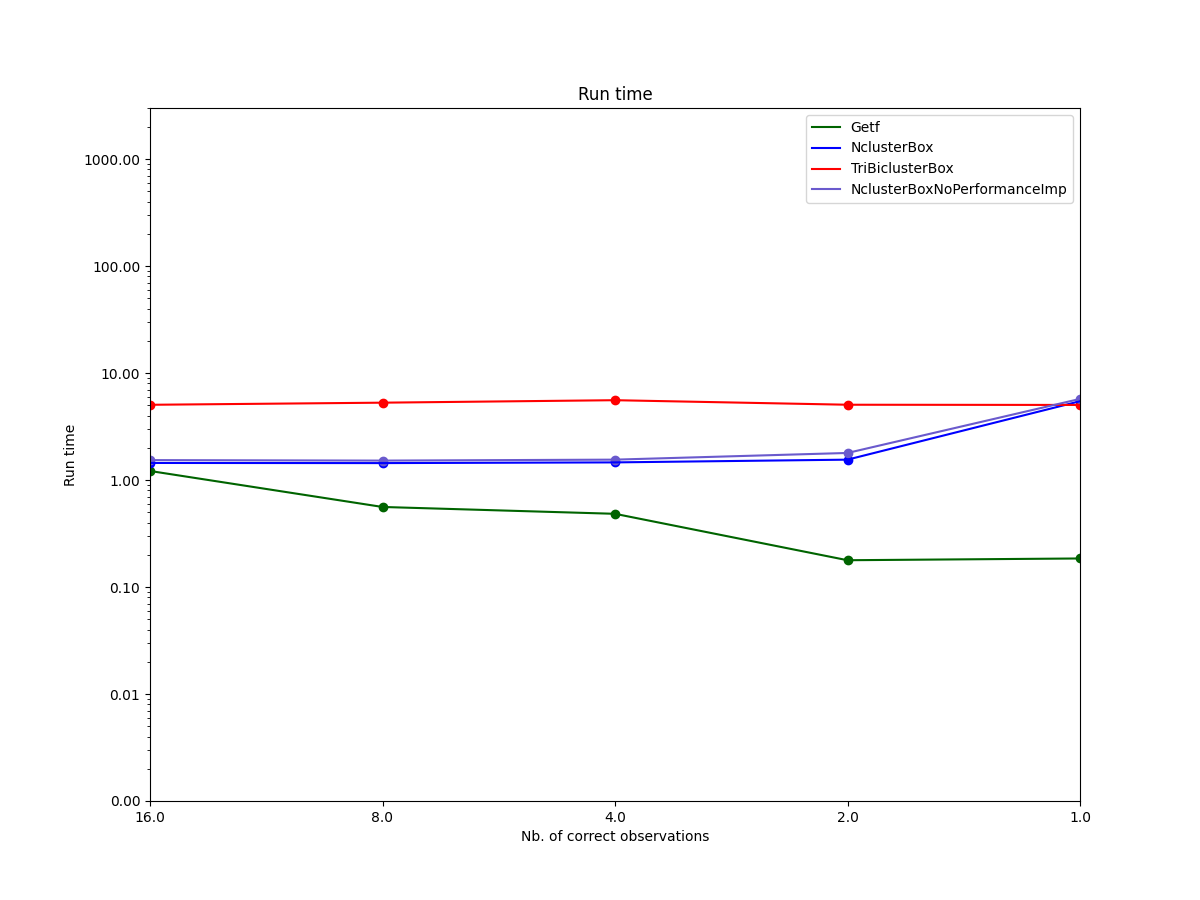 Run time
Getf
NclusterBox
TriBiclusterBox
NclusterBoxNoPerformanceImp
1000.00
100.00
10.00
1.00
0.10
0.01
0.00
Run time
16.0 8.0 4.0 2.0 1.0
Nb. of correct observations